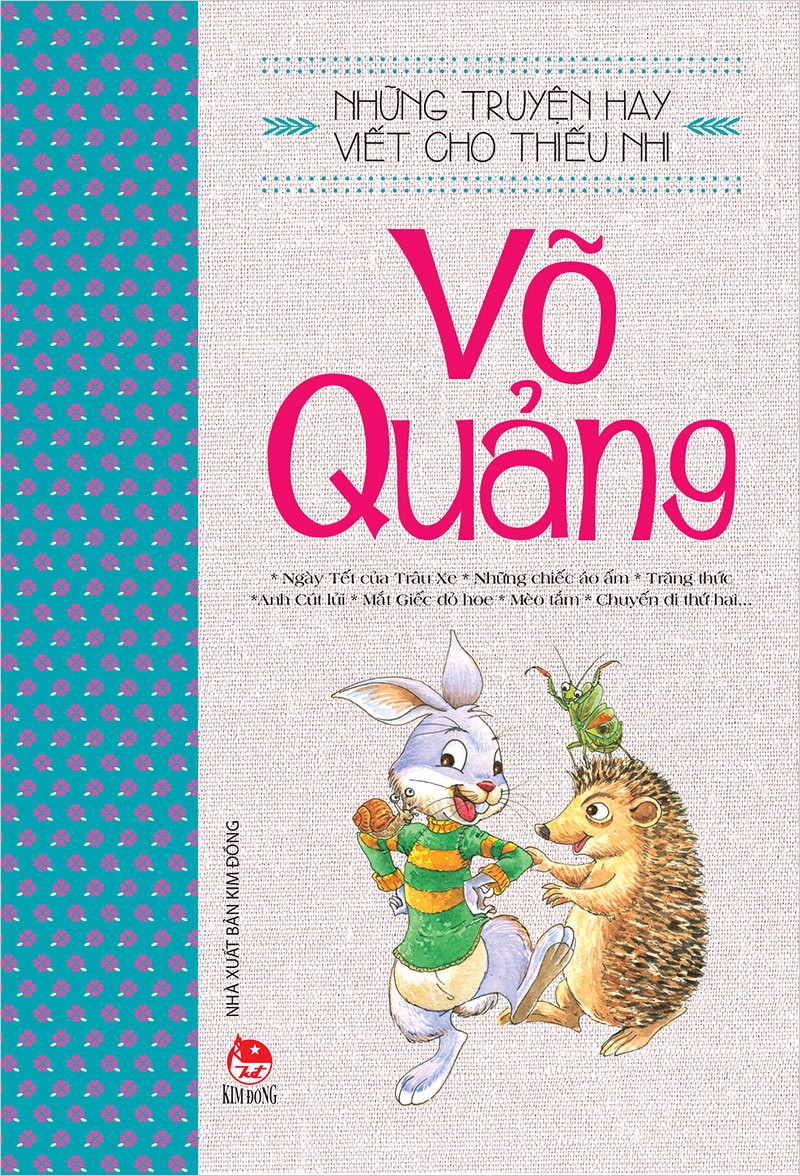 NHỮNG TRUYỆN HAY
VIẾT CHO THIẾU NHI
Võ
Quảng
* Ngày Tết của Trâu Xe * Những chiếc áo ấm * Trăng thức
*Anh Cút lủi * Mắt Giếc đỏ hoe * Mèo tắm * Chuyến đi thứ hai...
NHÀ XUẤT BẢN KIM ĐỒNG
KIM ĐỒNG